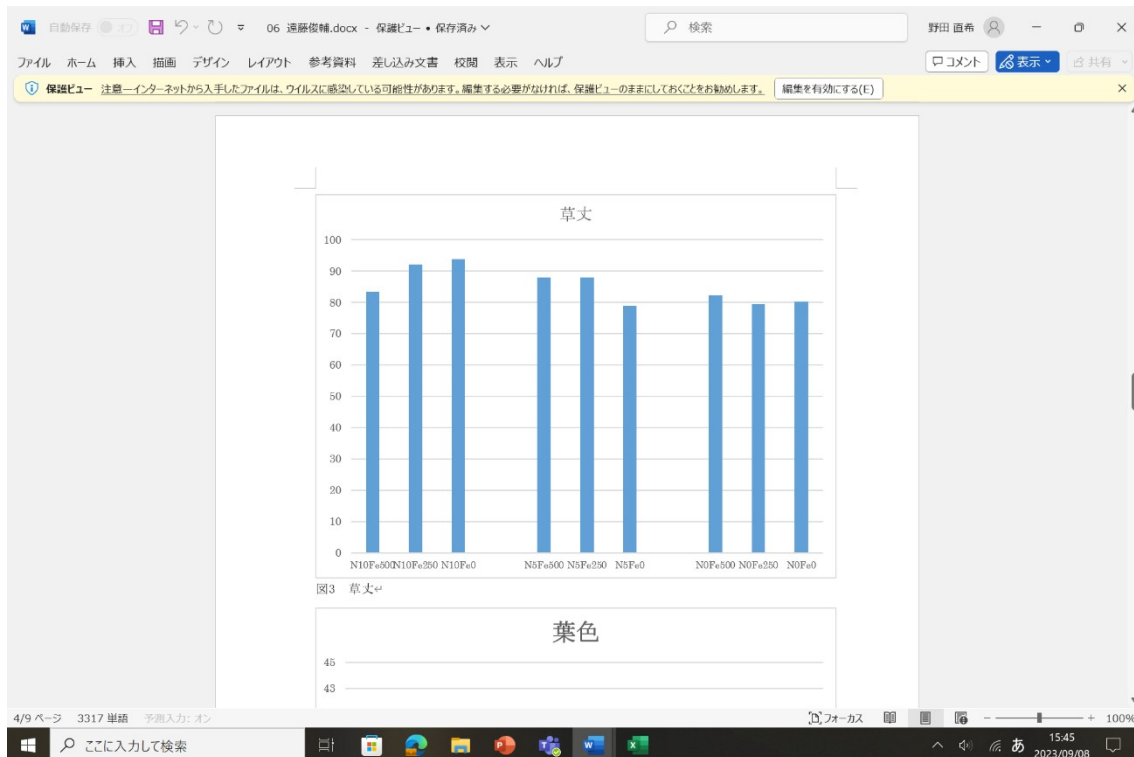 自動保存 オフ 06 遠藤俊輔.docx - 保護ビュー • 保存済み 検索 野田 直希
ファイル ホーム 挿入 描画 デザイン レイアウト 参考資料 差し込み文書 校閲 表示 ヘルプ コメント 表示 共有
保護ビュー 注意—インターネットから入手したファイルは、ウイルスに感染している可能性があります。編集する必要がなければ、保護ビューのままにしておくことをお勧めします。 編集を有効にする(E)
草丈
100
90
80
70
60
50
40
30
20
10
0
N10Fe500 N10Fe250 N10Fe0 N5Fe500 N5Fe250 N5Fe0 N0Fe500 N0Fe250 N0Fe0
図3 草丈↵
葉色
45
43
4/9 ページ 3317 単語 予測入力: オン フォーカス 100%
ここに入力して検索 あ 15:45
2023/09/08